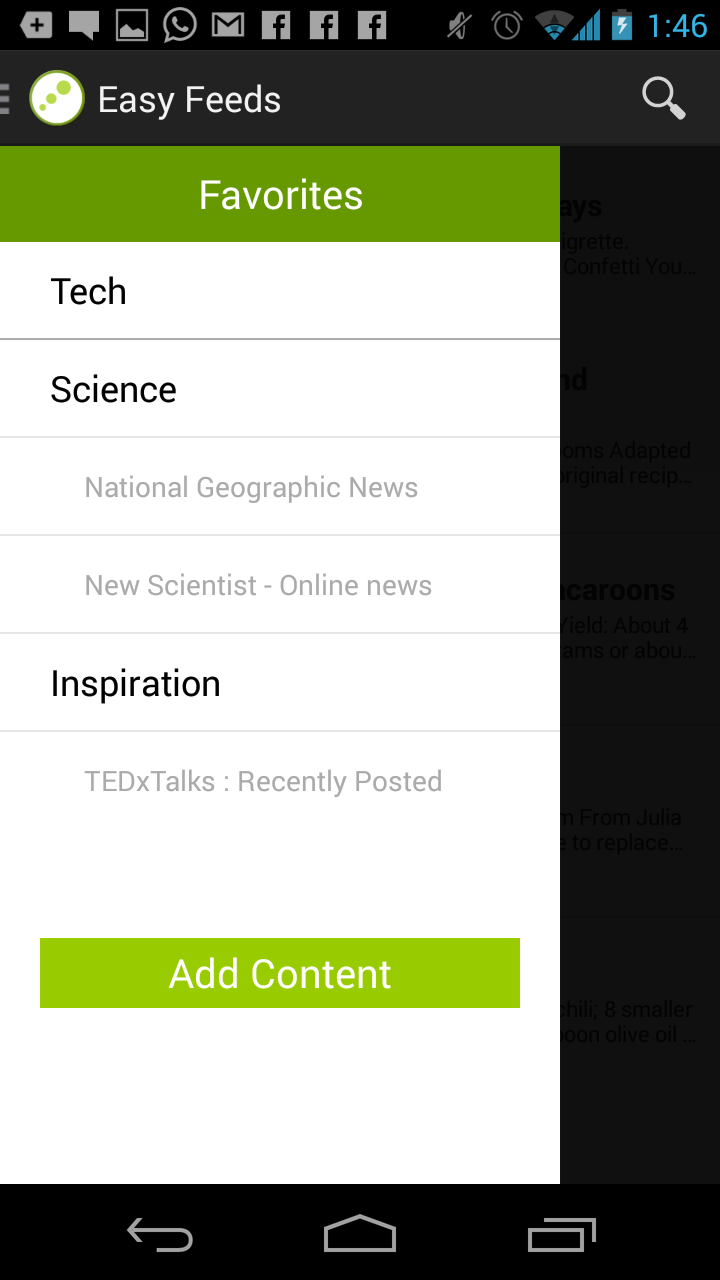 1:46
Easy Feeds
Favorites
Tech
Science
National Geographic News
New Scientist - Online news
Inspiration
TEDxTalks : Recently Posted
Add Content
ays
igrette.
Confetti You...
nd
oms Adapted
original recip...
acaroons
Yield: About 4
rams or abou...
m From Julia
e to replace...
chili; 8 smaller
poon olive oil ...